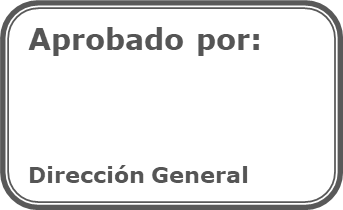 Aprobado por:
Dirección General